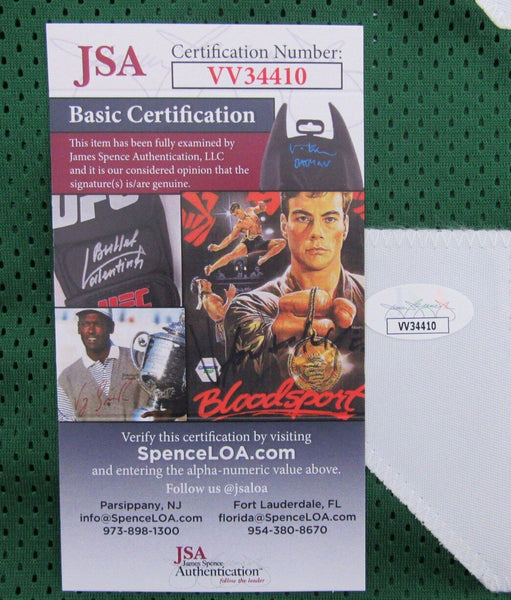 JSA
Certification Number:
VV34410
Basic Certification
This item has been fully examined by
James Spence Authentication, LLC
and it is our considered opinion that the
signature(s) is/are genuine.
UFC
UFC
Bloodsport
VV34410
Verify this certification by visiting
SpenceLOA.com
and entering the alpha-numeric value above.
Follow us @jsaloa
Parsippany, NJ
info@SpenceLOA.com
973-898-1300
Fort Lauderdale, FL
florida@SpenceLOA.com
954-380-8670
JSA
James Spence
Authentication
follow the leader